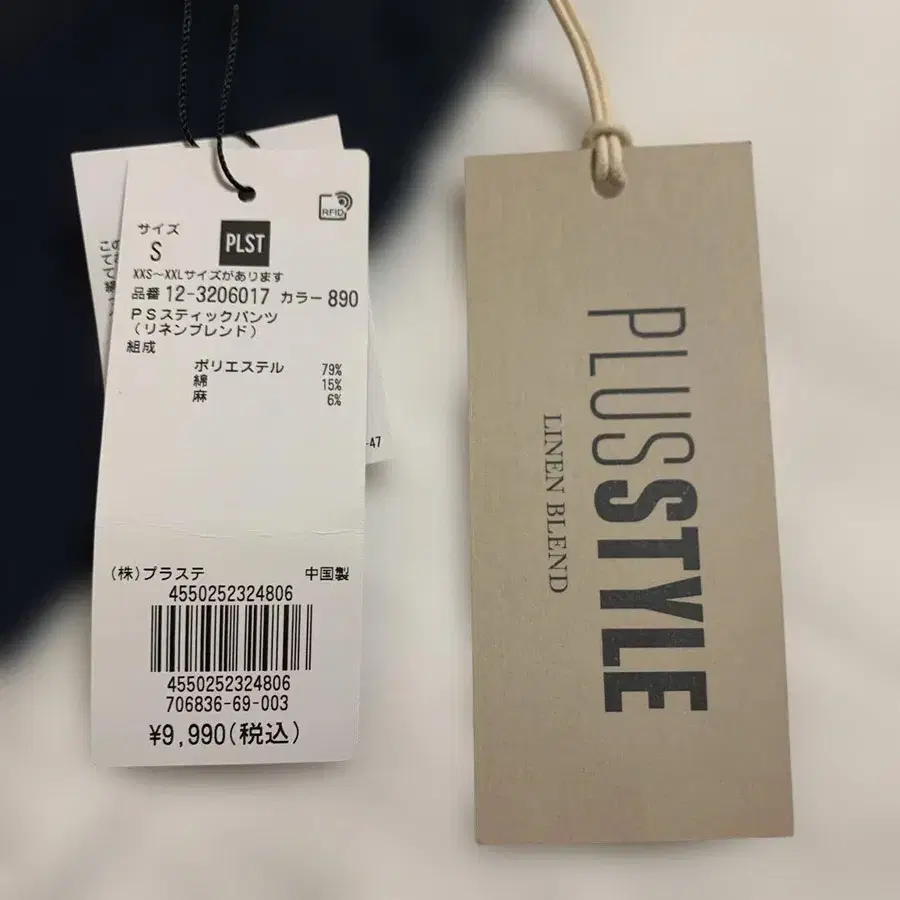 サイズ
S
PLST
RFID
XXS～XXLサイズがあります
品番 12-3206017 カラー 890
PSスティックパンツ
(リネンブレンド)
組成
ポリエステル 79%
綿 15%
麻 6%
-47
(株)プラステ 中国製
4550252324806
4550252324806
706836-69-003
¥9,990(税込)
PLUSSTYLE
LINEN BLEND